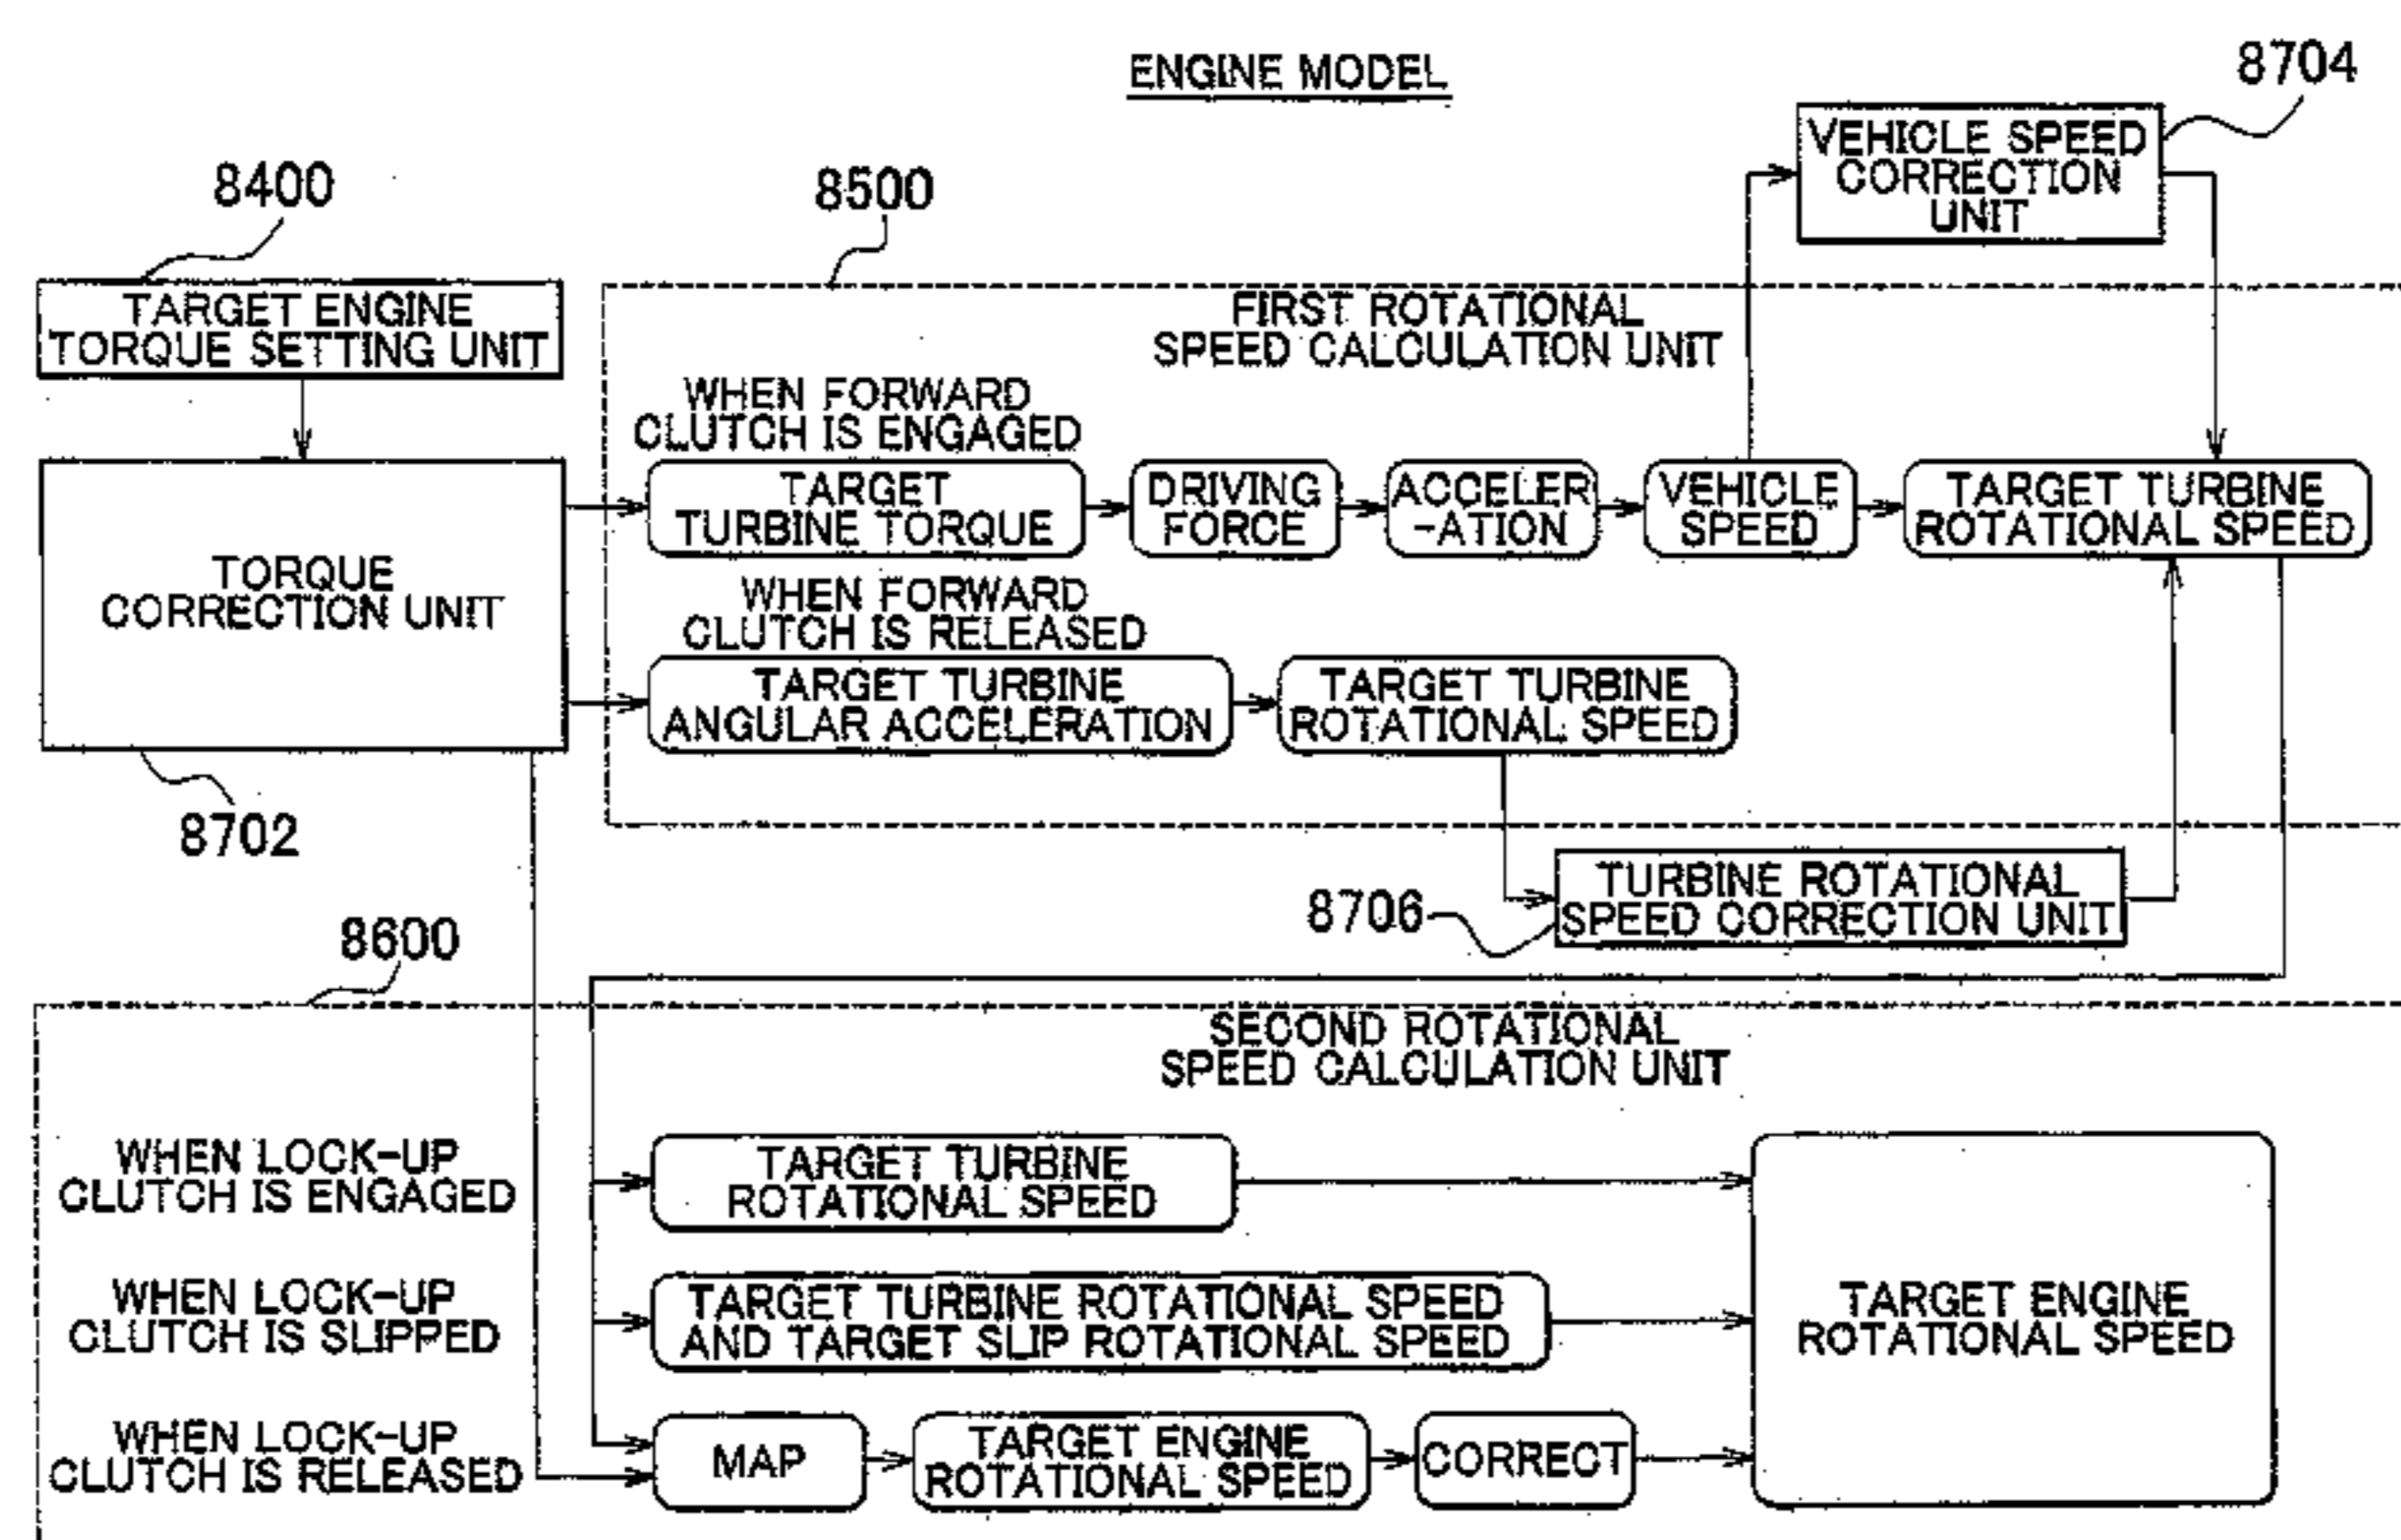 ENGINE MODEL
8704
VEHICLE SPEED
CORRECTION
UNIT
8400
8500
TARGET ENGINE
TORQUE SETTING UNIT
FIRST ROTATIONAL
SPEED CALCULATION UNIT
WHEN FORWARD
CLUTCH IS ENGAGED
TARGET
TURBINE TORQUE
DRIVING
FORCE
ACCELER
-ATION
VEHICLE
SPEED
TARGET TURBINE
ROTATIONAL SPEED
TORQUE
CORRECTION UNIT
WHEN FORWARD
CLUTCH IS RELEASED
TARGET TURBINE
ANGULAR ACCELERATION
TARGET TURBINE
ROTATIONAL SPEED
8702
8706
TURBINE ROTATIONAL
SPEED CORRECTION UNIT
8600
SECOND ROTATIONAL
SPEED CALCULATION UNIT
WHEN LOCK-UP
CLUTCH IS ENGAGED
TARGET TURBINE
ROTATIONAL SPEED
WHEN LOCK-UP
CLUTCH IS SLIPPED
TARGET TURBINE ROTATIONAL SPEED
AND TARGET SLIP ROTATIONAL SPEED
TARGET ENGINE
ROTATIONAL SPEED
WHEN LOCK-UP
CLUTCH IS RELEASED
MAP
TARGET ENGINE
ROTATIONAL SPEED
CORRECT